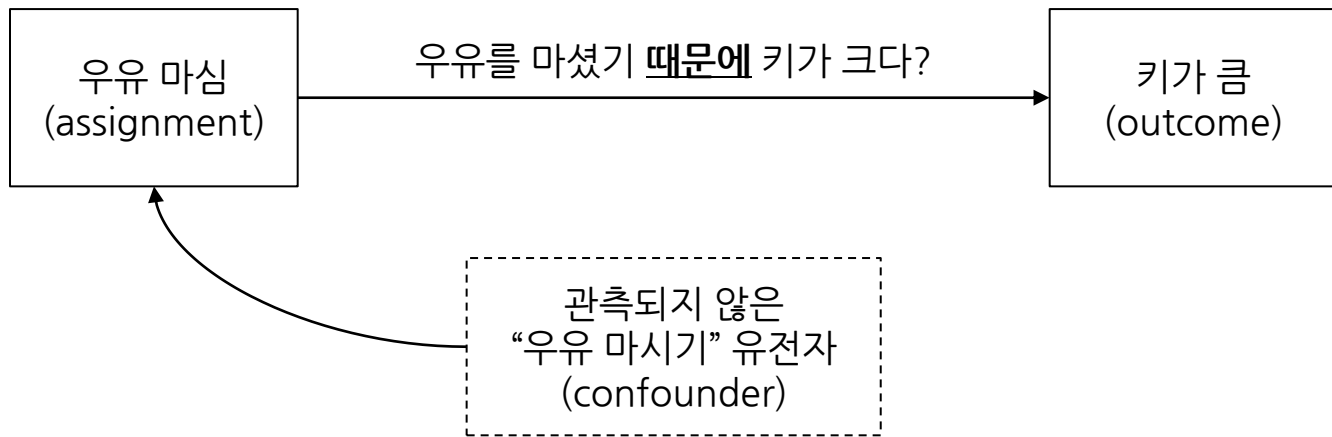 우유 마심
(assignment)
우유를 마셨기 때문에 키가 크다?
키가 큼
(outcome)
관측되지 않은
“우유 마시기” 유전자
(confounder)